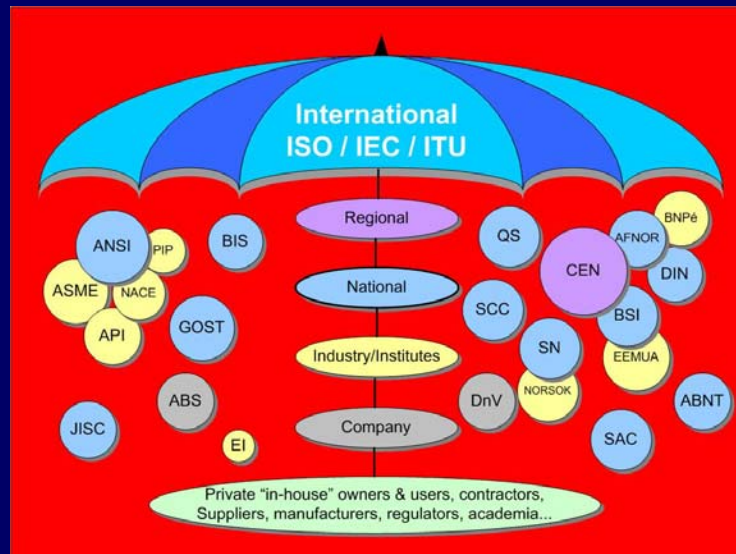 International
ISO / IEC / ITU
Regional
National
Industry/Institutes
Company
Private “in-house” owners & users, contractors,
Suppliers, manufacturers, regulators, academia...
ANSI
PIP
BIS
ASME
NACE
API
GOST
ABS
JISC
EI
QS
BNPé
AFNOR
CEN
DIN
SCC
BSI
SN
EEMUA
NORSOK
DnV
ABNT
SAC